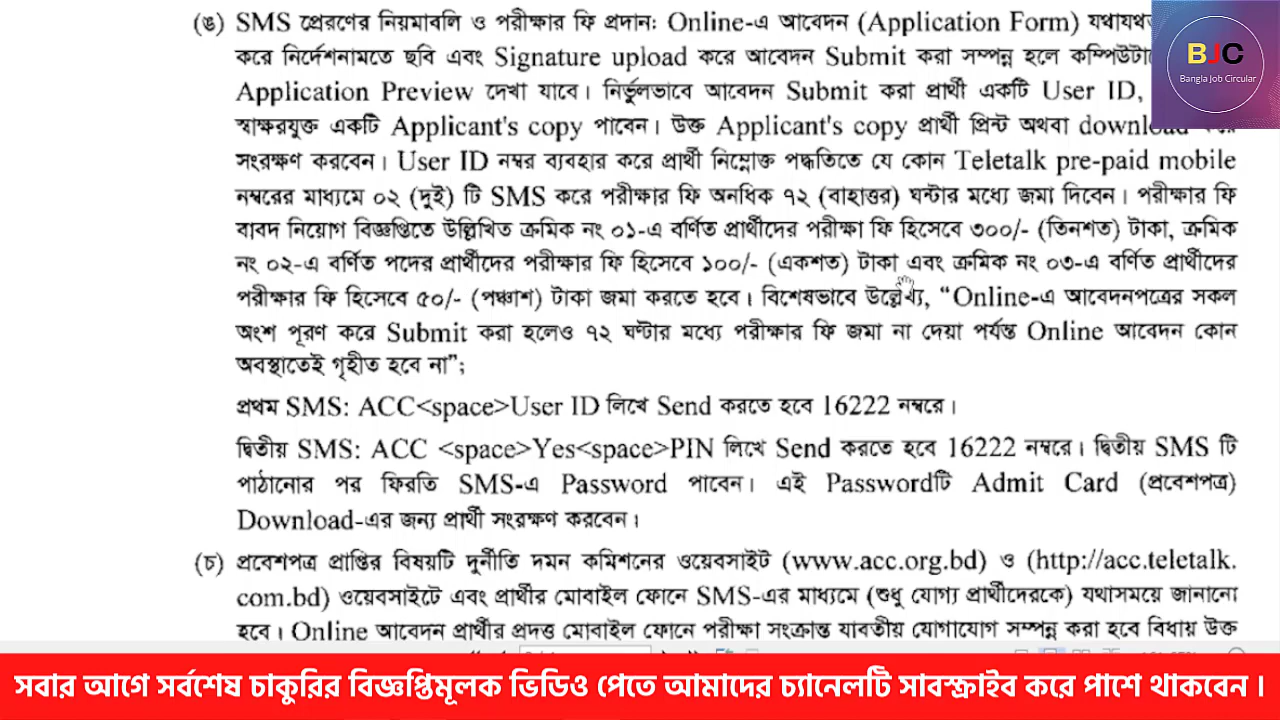 (ঙ) SMS প্রেরণের নিয়মাবলি ও পরীক্ষার ফি প্রদানঃ Online-এ আবেদন (Application Form)
করে নির্দেশনামতে ছবি এবং Signature upload করে আবেদন Submit করা সম্পন্ন হলে
Application Preview দেখা যাবে। নির্ভুলভাবে আবেদন Submit করা প্রার্থী একটি User ID,
স্বাক্ষরযুক্ত একটি Applicant's copy পাবেন। উক্ত Applicant's copy প্রার্থী প্রিন্ট অথবা download করে
সংরক্ষণ করবেন। User ID নম্বর ব্যবহার করে প্রার্থী নিম্নোক্ত পদ্ধতিতে যে কোন Teletalk pre-paid mobile
নম্বরের মাধ্যমে ০২ (দুই) টি SMS করে পরীক্ষার ফি অনধিক ৭২ (বাহাত্তর) ঘন্টার মধ্যে জমা দিবেন। পরীক্ষার ফি
বাবদ নিয়োগ বিজ্ঞপ্তিতে উল্লিখিত ক্রমিক নং ০১-এ বর্ণিত প্রার্থীদের পরীক্ষা ফি হিসেবে ৩০০/- (তিনশত) টাকা, ক্রমিক
নং ০২-এ বর্ণিত পদের প্রার্থীদের পরীক্ষার ফি হিসেবে ১০০/- (একশত) টাকা এবং ক্রমিক নং ০৩-এ বর্ণিত প্রার্থীদের
পরীক্ষার ফি হিসেবে ৫০/- (পঞ্চাশ) টাকা জমা করতে হবে। বিশেষভাবে উল্লেখ্য, “Online-এ আবেদনপত্রের সকল
অংশ পূরণ করে Submit করা হলেও ৭২ ঘণ্টার মধ্যে পরীক্ষার ফি জমা না দেয়া পর্যন্ত Online আবেদন কোন
অবস্থাতেই গৃহীত হবে না”;
প্রথম SMS: ACC<space>User ID লিখে Send করতে হবে 16222 নম্বরে।
দ্বিতীয় SMS: ACC <space>Yes<space>PIN লিখে Send করতে হবে 16222 নম্বরে। দ্বিতীয় SMS টি
পাঠানোর পর ফিরতি SMS-এ Password পাবেন। এই Passwordটি Admit Card (প্রবেশপত্র)
Download-এর জন্য প্রার্থী সংরক্ষণ করবেন।
(চ) প্রবেশপত্র প্রাপ্তির বিষয়টি দুর্নীতি দমন কমিশনের ওয়েবসাইট (www.acc.org.bd) ও (http://acc.teletalk.
com.bd) ওয়েবসাইটে এবং প্রার্থীর মোবাইল ফোনে SMS-এর মাধ্যমে (শুধু যোগ্য প্রার্থীদেরকে) যথাসময়ে জানানো
হবে। Online আবেদন প্রার্থীর প্রদত্ত মোবাইল ফোনে পরীক্ষা সংক্রান্ত যাবতীয় যোগাযোগ সম্পন্ন করা হবে বিধায় উক্ত
BJC
Bangla Job Circular
সবার আগে সর্বশেষ চাকুরির বিজ্ঞপ্তিমূলক ভিডিও পেতে আমাদের চ্যানেলটি সাবস্ক্রাইব করে পাশে থাকবেন।